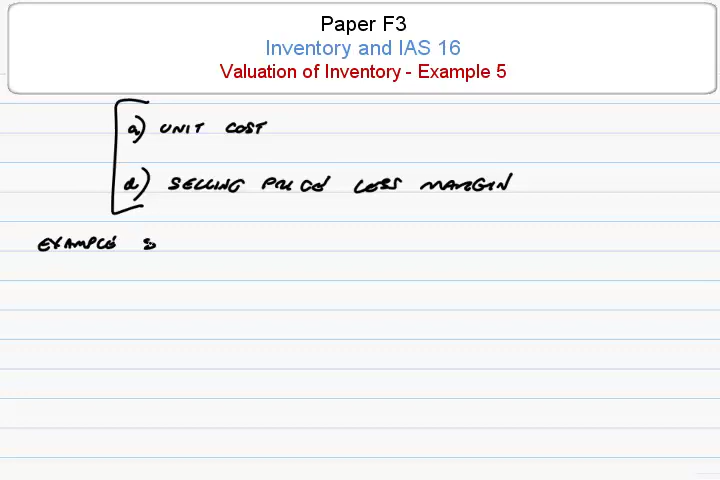 Paper F3
Inventory and IAS 16
Valuation of Inventory - Example 5
a) UNIT COST
d) SELLING PRICE LESS MARGIN
EXAMPLE 5